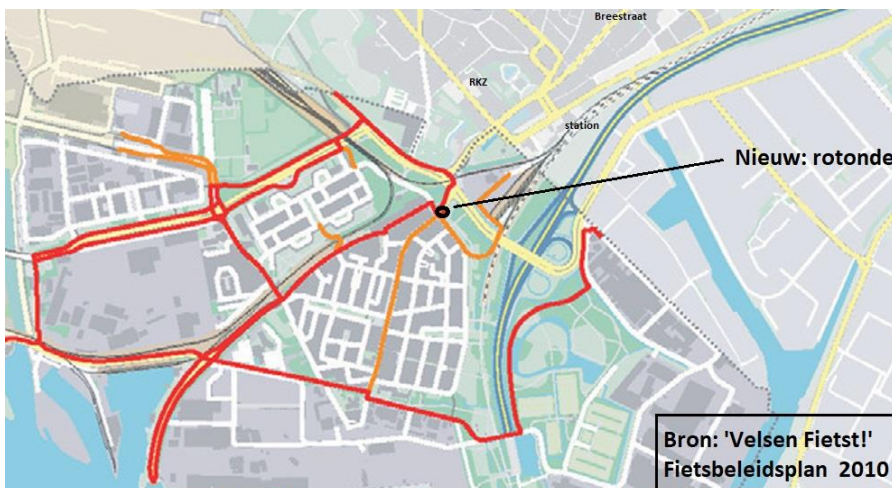 Breestraat
RKZ
station
Nieuw: rotonde
Bron: 'Velsen Fietst!'
Fietsbeleidsplan 2010